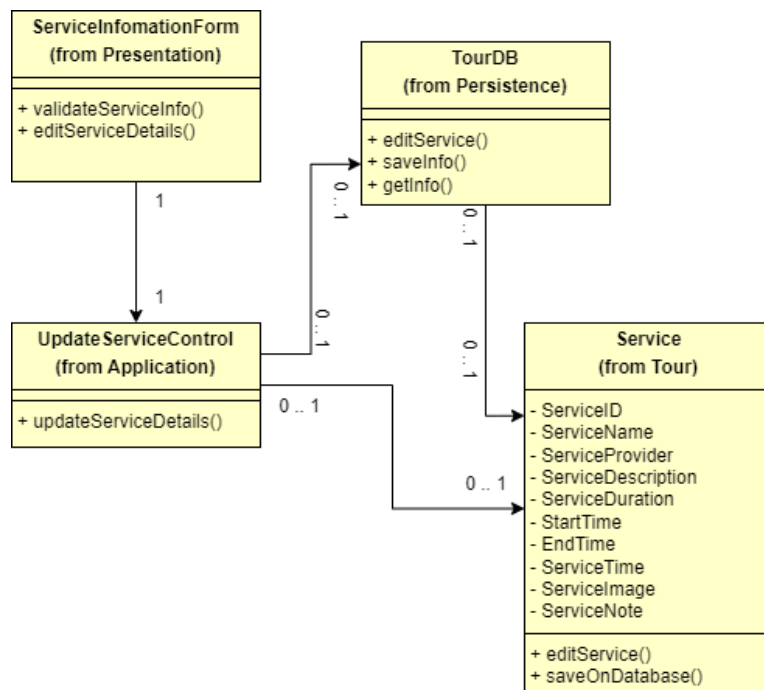 ServiceInfomationForm
(from Presentation)
+ validateServiceInfo()
+ editServiceDetails()
TourDB
(from Persistence)
+ editService()
+ saveInfo()
+ getInfo()
1
1
0 .. 1
0 .. 1
0 .. 1
0 .. 1
UpdateServiceControl
(from Application)
+ updateServiceDetails()
0 .. 1
0 .. 1
Service
(from Tour)
- ServiceID
- ServiceName
- ServiceProvider
- ServiceDescription
- ServiceDuration
- StartTime
- EndTime
- ServiceTime
- ServiceImage
- ServiceNote
+ editService()
+ saveOnDatabase()